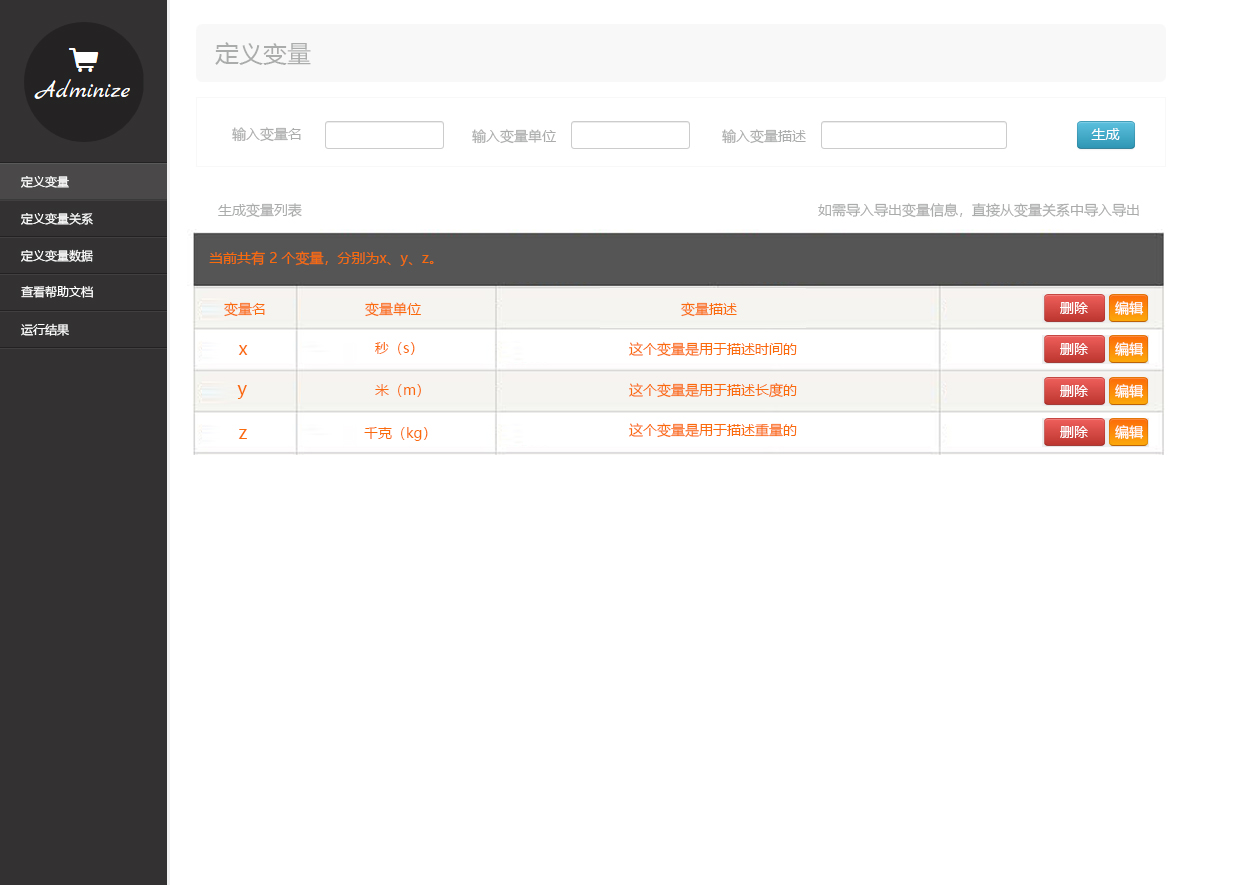 Adminize
定义变量
定义变量关系
定义变量数据
查看帮助文档
运行结果
定义变量
输入变量名 输入变量单位 输入变量描述 生成
生成变量列表 如需导入导出变量信息，直接从变量关系中导入导出
当前共有 2 个变量，分别为x、y、z。
变量名 变量单位 变量描述 删除 编辑
x 秒（s） 这个变量是用于描述时间的 删除 编辑
y 米（m） 这个变量是用于描述长度的 删除 编辑
z 千克（kg） 这个变量是用于描述重量的 删除 编辑